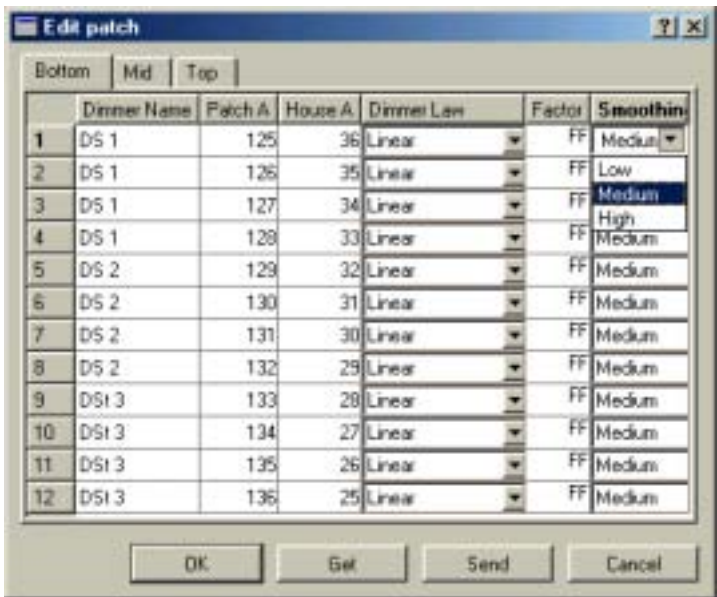 Edit patch
Bottom Mid Top
Dimmer Name Patch A House A Dimmer Law Factor Smoothin
1 DS 1 125 36 Linear FF Medium
2 DS 1 126 35 Linear FF Low
3 DS 1 127 34 Linear FF Medium
High
4 DS 1 128 33 Linear FF Medium
5 DS 2 129 32 Linear FF Medium
6 DS 2 130 31 Linear FF Medium
7 DS 2 131 30 Linear FF Medium
8 DS 2 132 29 Linear FF Medium
9 DSt 3 133 28 Linear FF Medium
10 DSt 3 134 27 Linear FF Medium
11 DSt 3 135 26 Linear FF Medium
12 DSt 3 136 25 Linear FF Medium
OK Get Send Cancel